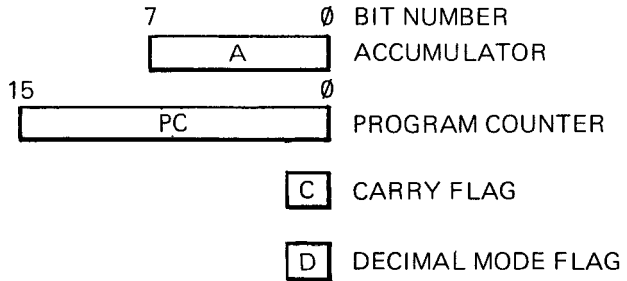 7 Ø BIT NUMBER
A ACCUMULATOR
15 Ø
PC PROGRAM COUNTER
C CARRY FLAG
D DECIMAL MODE FLAG